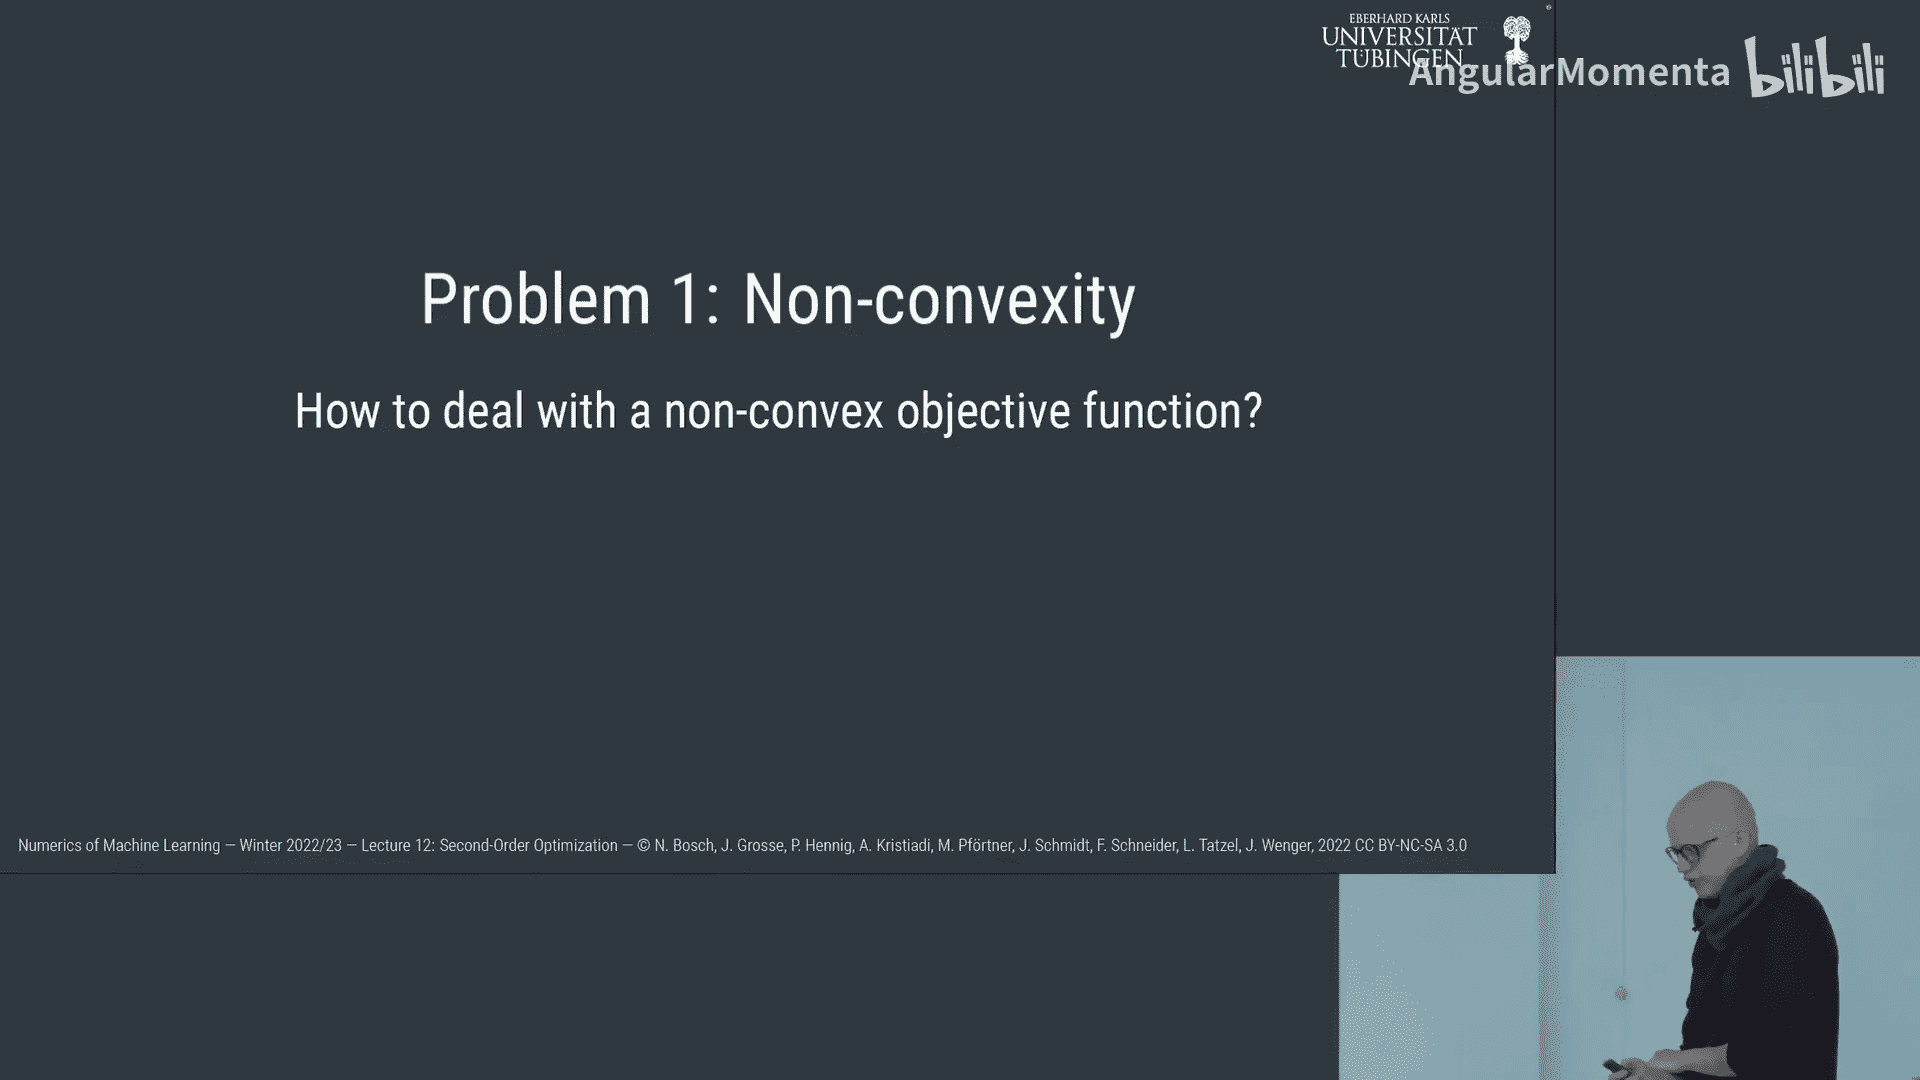 EBERHARD KARLS
UNIVERSITÄT
TÜBINGEN
AngularMomenta bilibili
Problem 1: Non-convexity
How to deal with a non-convex objective function?
Numerics of Machine Learning — Winter 2022/23 — Lecture 12: Second-Order Optimization — © N. Bosch, J. Grosse, P. Hennig, A. Kristiadi, M. Pförtner, J. Schmidt, F. Schneider, L. Tatzel, J. Wenger, 2022 CC BY-NC-SA 3.0